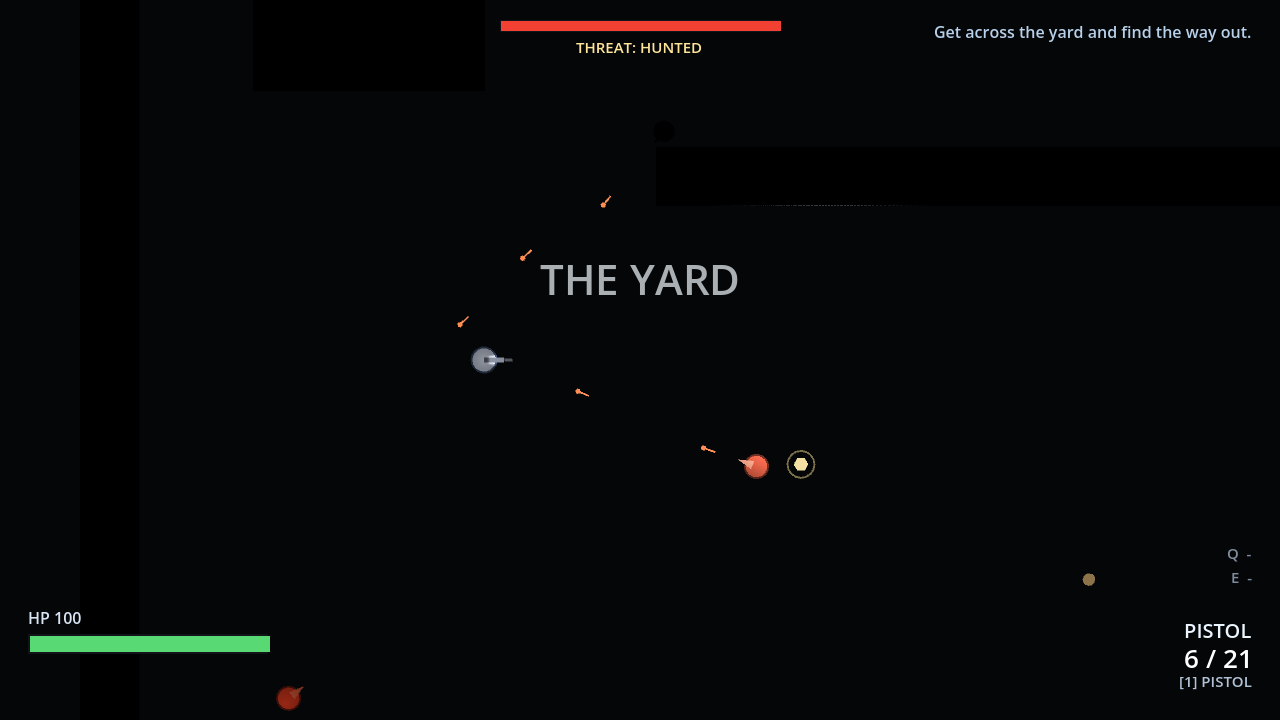 THREAT: HUNTED
Get across the yard and find the way out.
THE YARD
Q -
E -
HP 100
PISTOL
6 / 21
[1] PISTOL